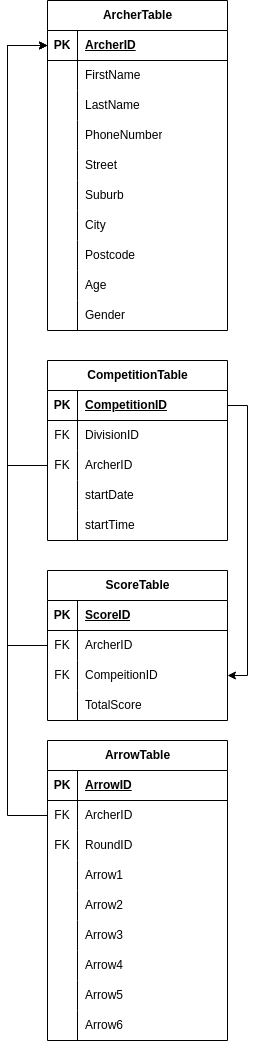 ArcherTable
PK ArcherID
FirstName
LastName
PhoneNumber
Street
Suburb
City
Postcode
Age
Gender
CompetitionTable
PK CompetitionID
FK DivisionID
FK ArcherID
startDate
startTime
ScoreTable
PK ScoreID
FK ArcherID
FK CompeitionID
TotalScore
ArrowTable
PK ArrowID
FK ArcherID
FK RoundID
Arrow1
Arrow2
Arrow3
Arrow4
Arrow5
Arrow6